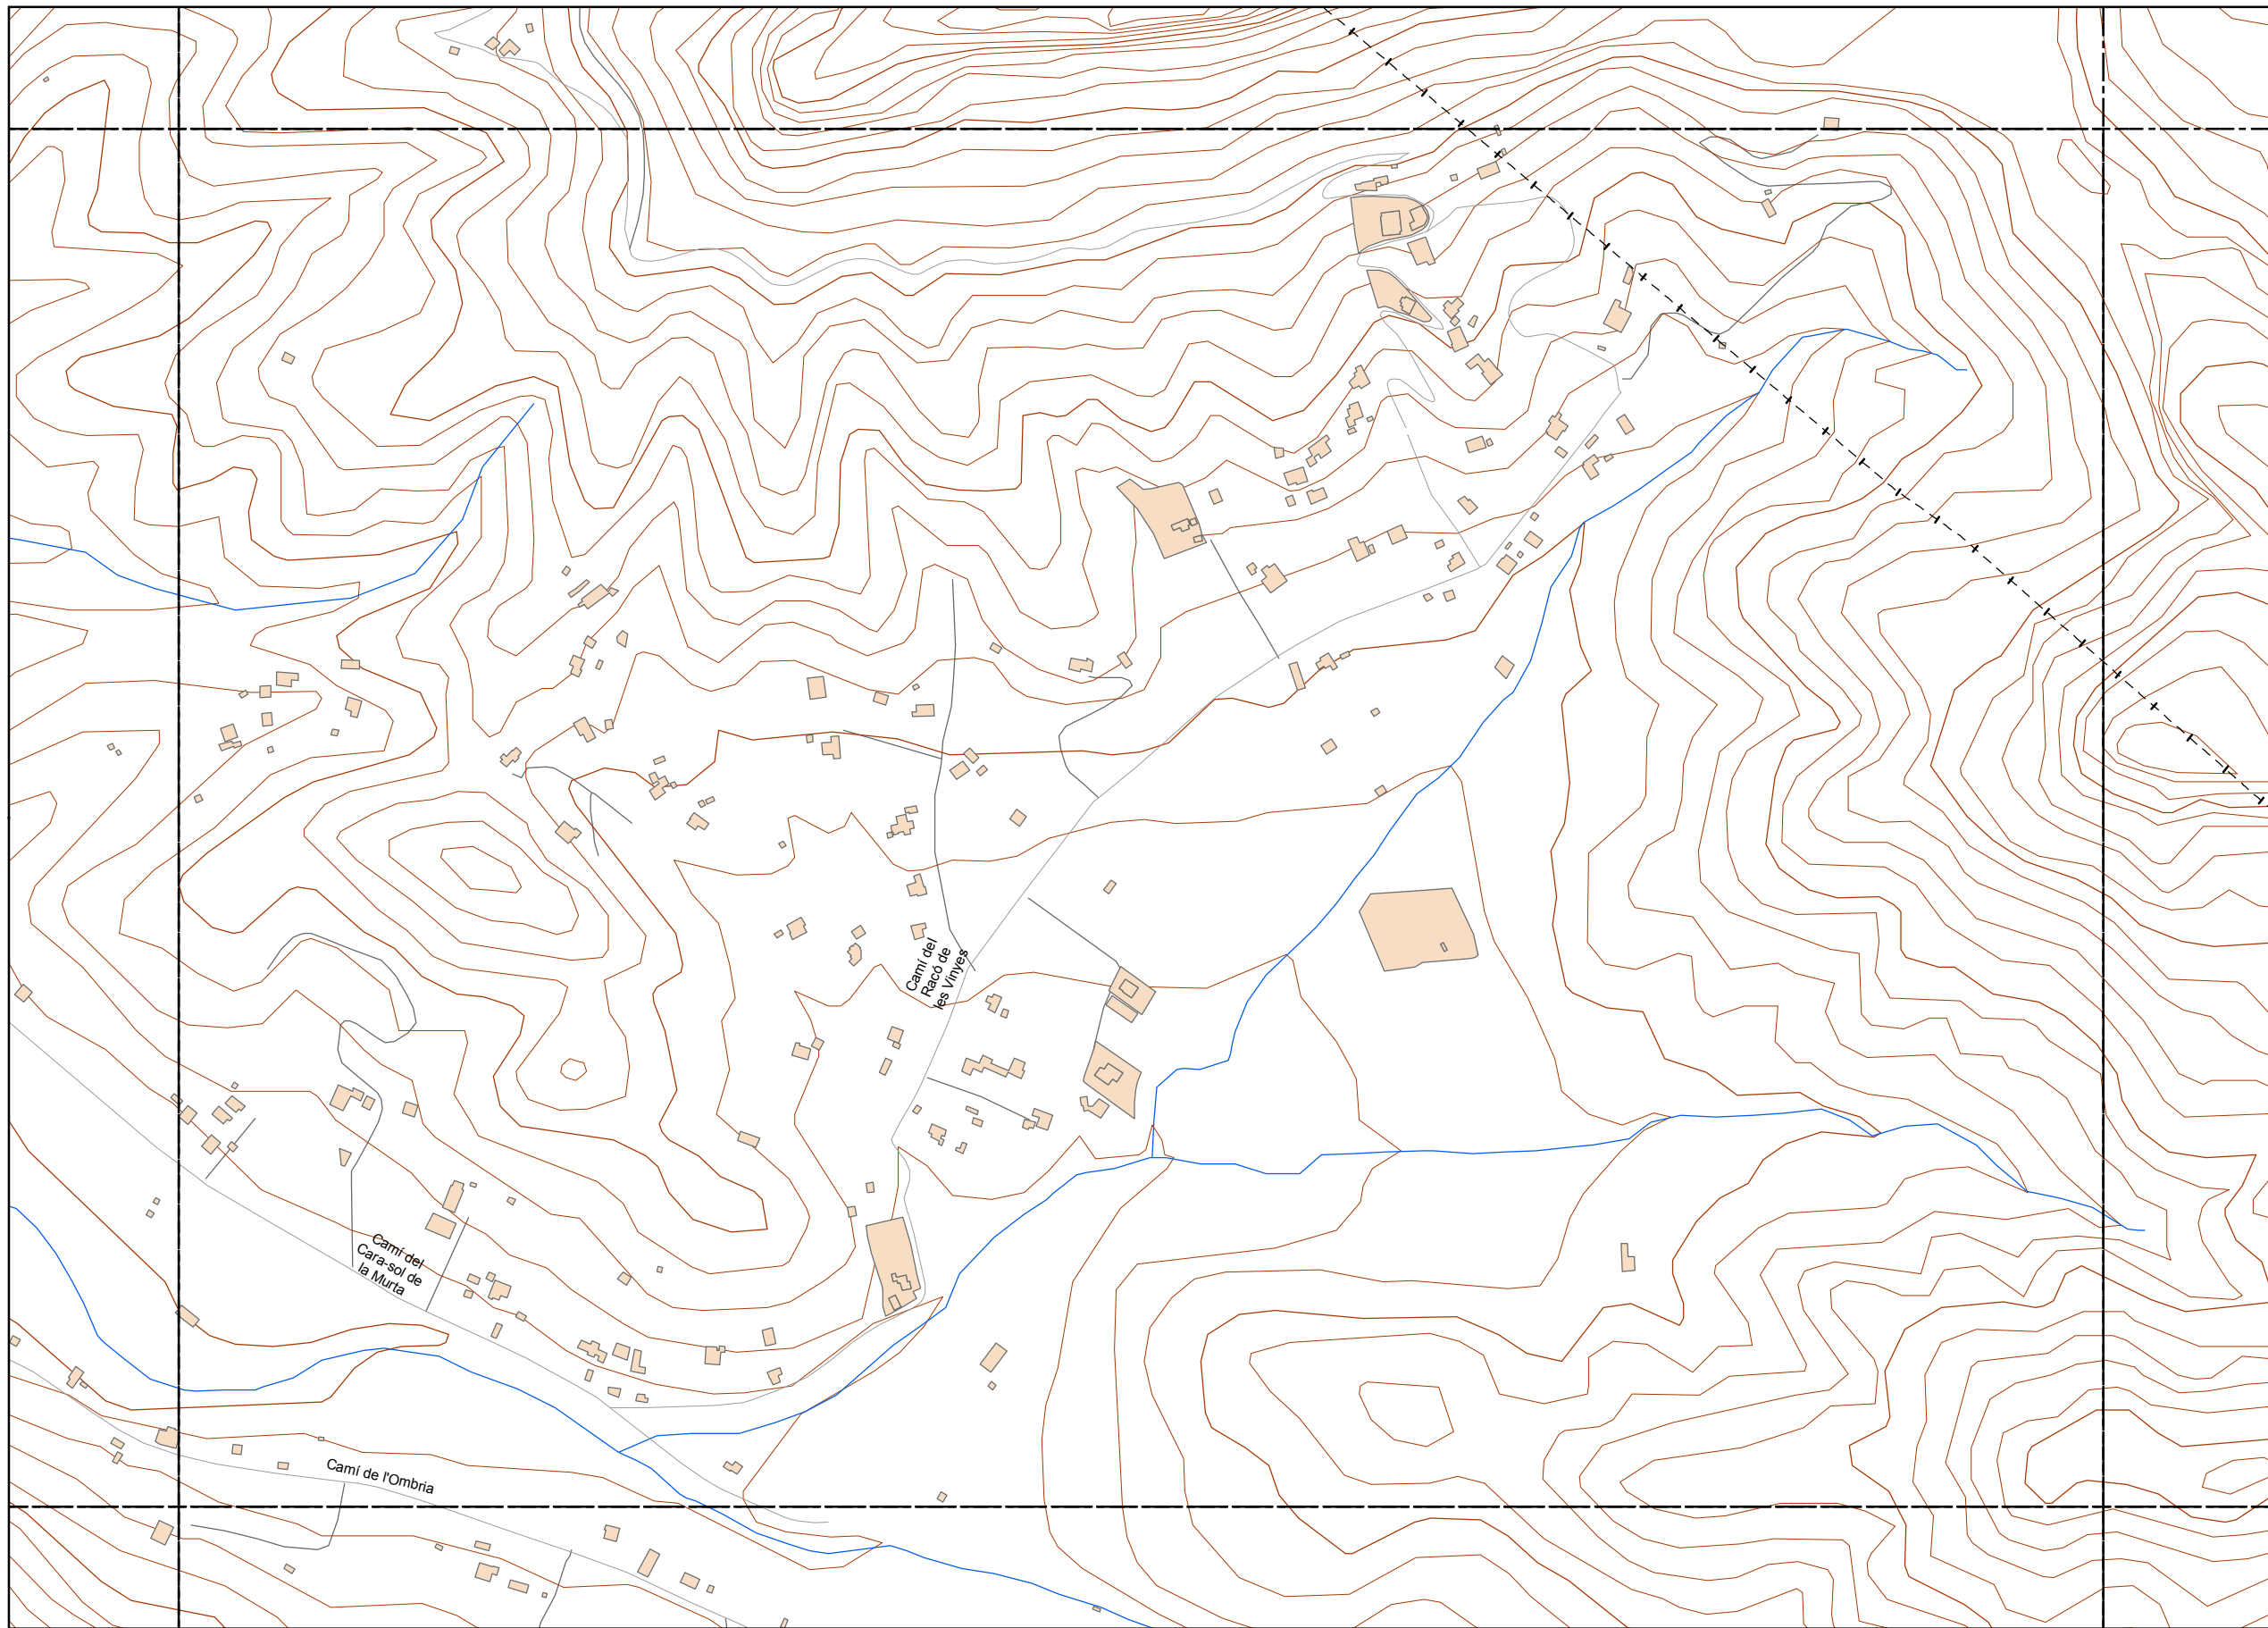 Camí del
Racó de
les Vinyes
Camí del
Cara-sol de
la Murta
Camí de l'Ombria